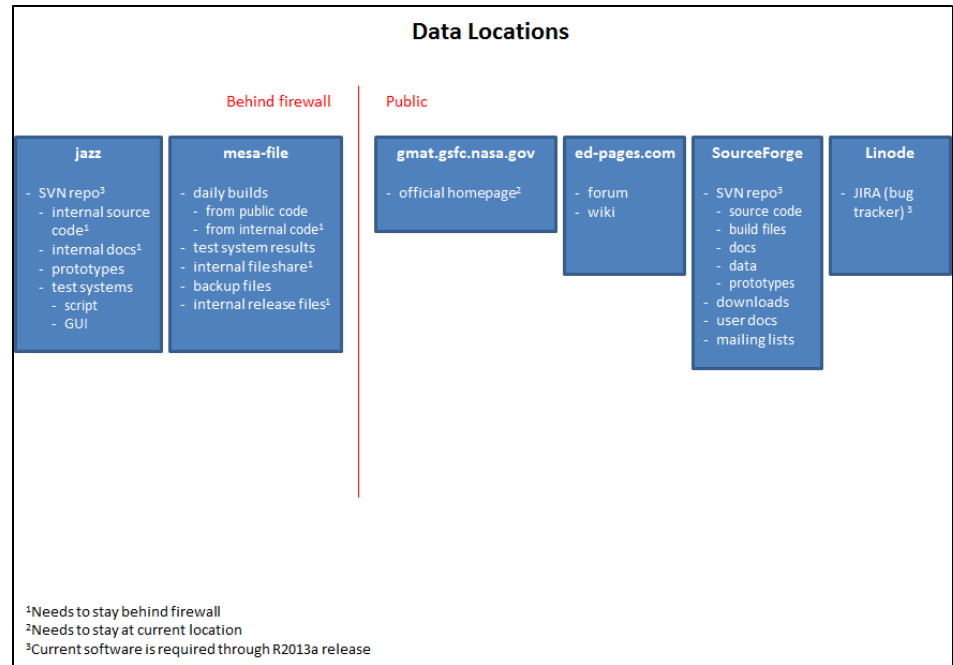 Data Locations
Behind firewall
Public
jazz
- SVN repo³
- internal source
code¹
- internal docs¹
- prototypes
- test systems
- script
- GUI
mesa-file
- daily builds
- from public code
- from internal code¹
- test system results
- internal file share¹
- backup files
- internal release files¹
gmat.gsfc.nasa.gov
- official homepage²
ed-pages.com
- forum
- wiki
SourceForge
- SVN repo³
- source code
- build files
- docs
- data
- prototypes
- downloads
- user docs
- mailing lists
Linode
- JIRA (bug
tracker) ³
¹Needs to stay behind firewall
²Needs to stay at current location
³Current software is required through R2013a release